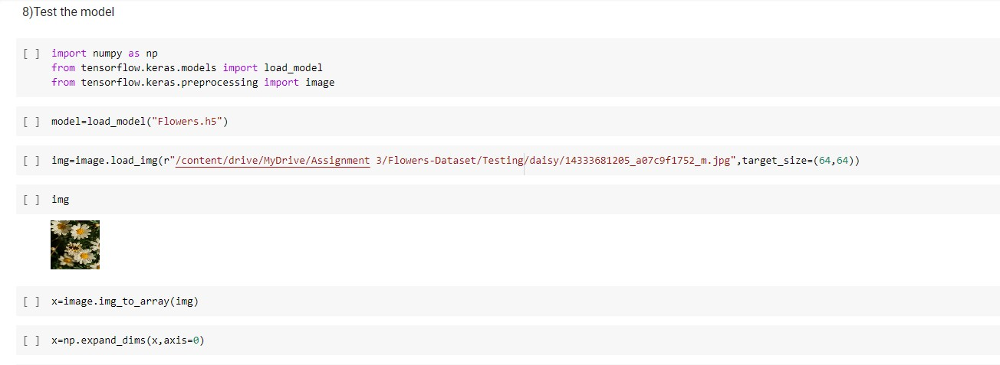 8)Test the model
[ ] import numpy as np
from tensorflow.keras.models import load_model
from tensorflow.keras.preprocessing import image
[ ] model=load_model("Flowers.h5")
[ ] img=image.load_img(r"/content/drive/MyDrive/Assignment 3/Flowers-Dataset/Testing/daisy/14333681205_a07c9f1752_m.jpg",target_size=(64,64))
[ ] img
[ ] x=image.img_to_array(img)
[ ] x=np.expand_dims(x,axis=0)